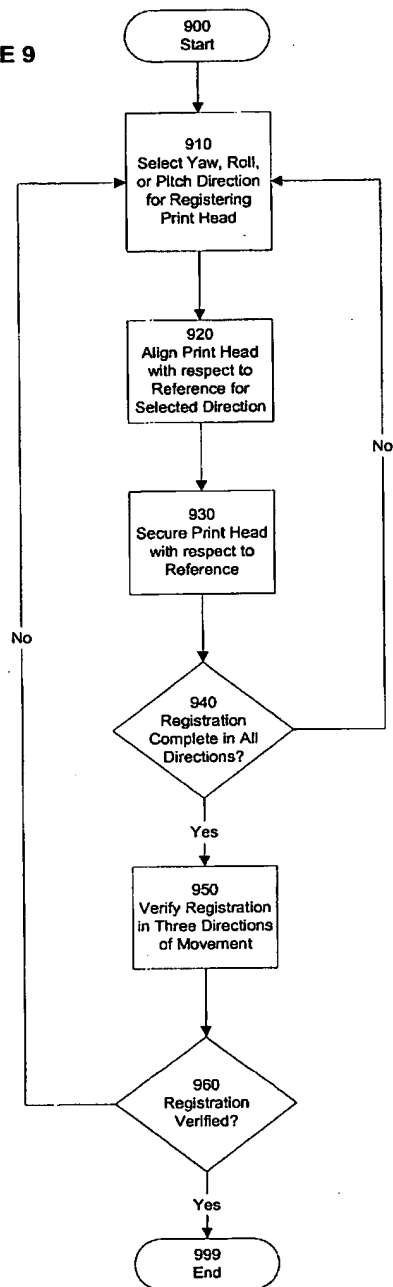 E 9
900
Start
910
Select Yaw, Roll,
or Pitch Direction
for Registering
Print Head
920
Align Print Head
with respect to
Reference for
Selected Direction
No
930
Secure Print Head
with respect to
Reference
No
940
Registration
Complete in All
Directions?
Yes
950
Verify Registration
in Three Directions
of Movement
960
Registration
Verified?
Yes
999
End